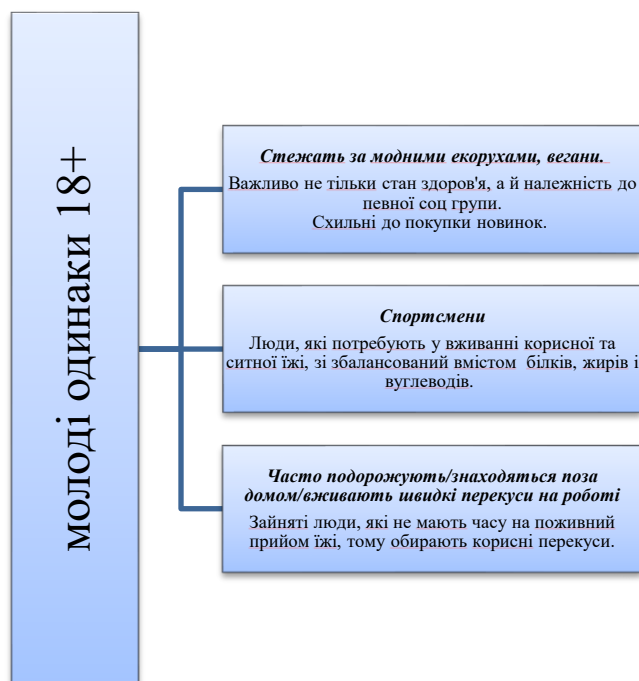 молоді одинаки 18+
Стежать за модними екорухами, вегани.
Важливо не тільки стан здоров'я, а й належність до
певної соц групи.
Схильні до покупки новинок.
Спортсмени
Люди, які потребують у вживанні корисної та
ситної їжі, зі збалансований вмістом білків, жирів і
вуглеводів.
Часто подорожують/знаходяться поза
домом/вживають швидкі перекуси на роботі
Зайняті люди, які не мають часу на поживний
прийом їжі, тому обирають корисні перекуси.